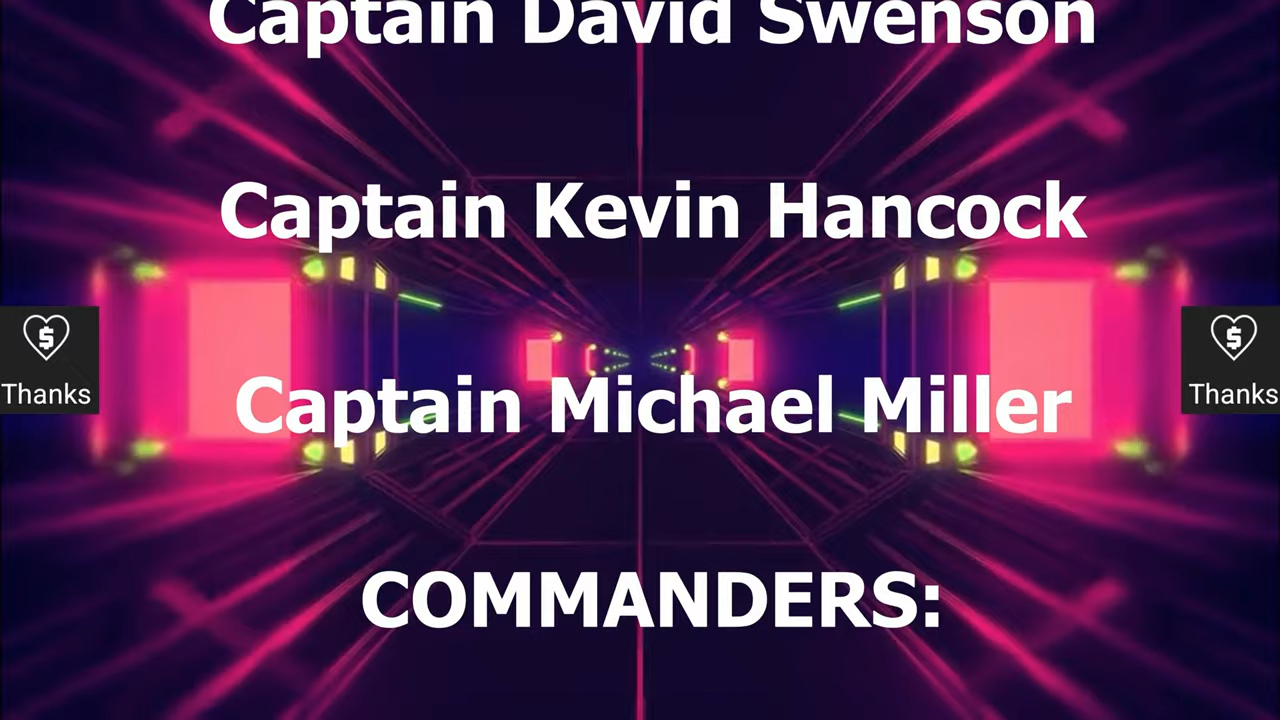 Captain David Swenson
Captain Kevin Hancock
$ $
Thanks Thanks
Captain Michael Miller
COMMANDERS: